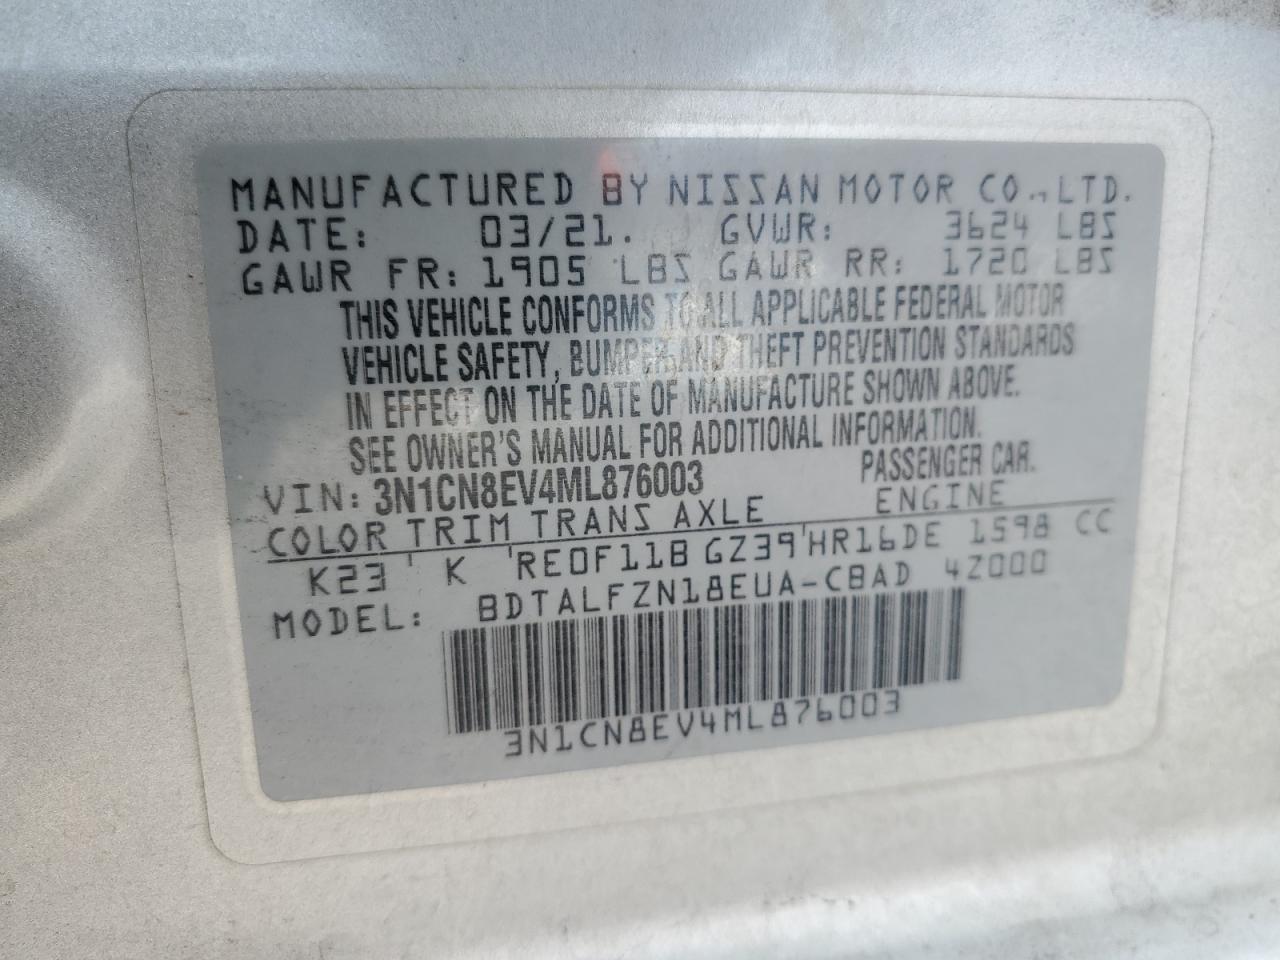 MANUFACTURED BY NISSAN MOTOR CO., LTD.
DATE: 03/21. GVWR: 3624 LBS
GAWR FR: 1905 LBS GAWR RR: 1720 LBS
THIS VEHICLE CONFORMS TO ALL APPLICABLE FEDERAL MOTOR
VEHICLE SAFETY, BUMPER AND THEFT PREVENTION STANDARDS
IN EFFECT ON THE DATE OF MANUFACTURE SHOWN ABOVE.
SEE OWNER'S MANUAL FOR ADDITIONAL INFORMATION.
VIN: 3N1CN8EV4ML876003 PASSENGER CAR.
COLOR TRIM TRANS AXLE ENGINE
K23 K RE0F11B GZ39 HR16DE 1598 CC
MODEL: BDTALFZN18EUA-CBAD 4Z000
3N1CN8EV4ML876003